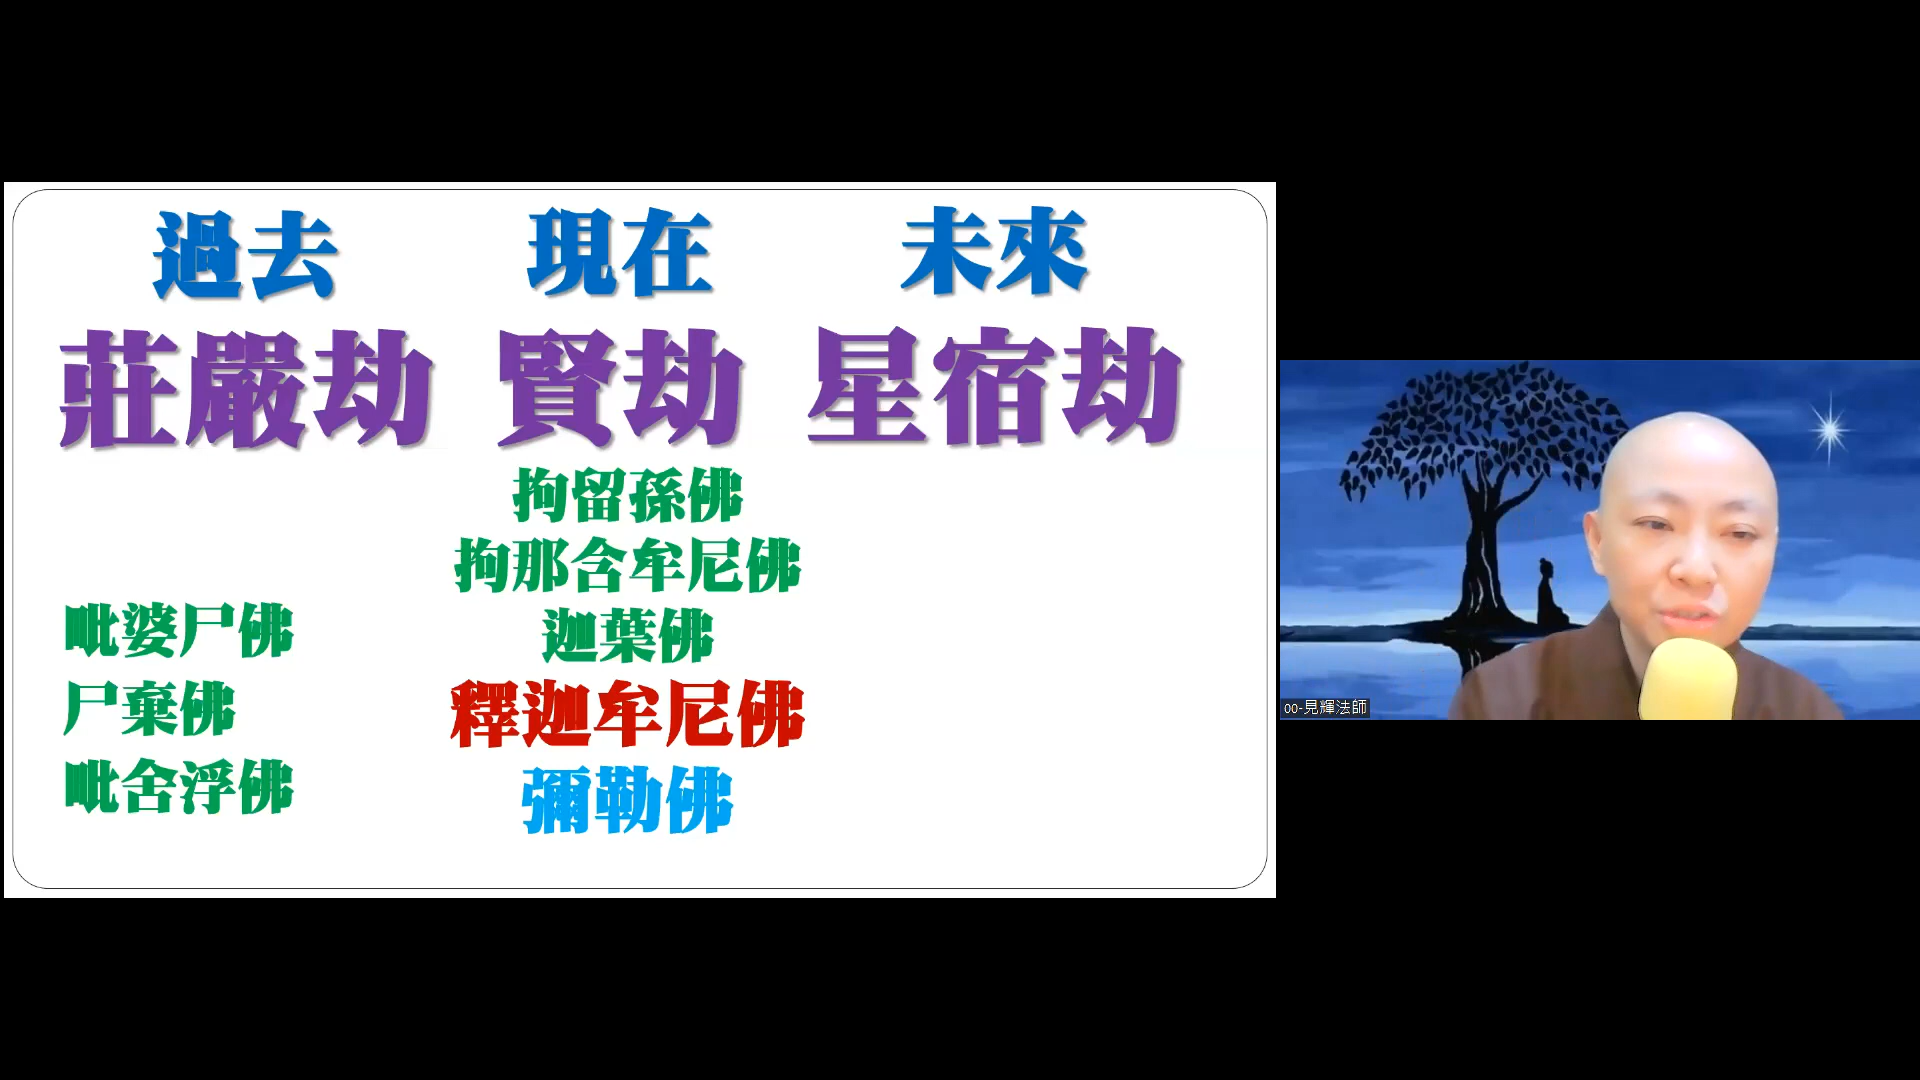 過去 現在 未來
莊嚴劫 賢劫 星宿劫
拘留孫佛
拘那含牟尼佛
迦葉佛
釋迦牟尼佛
彌勒佛
毗婆尸佛
尸棄佛
毗舍浮佛
00-見輝法師